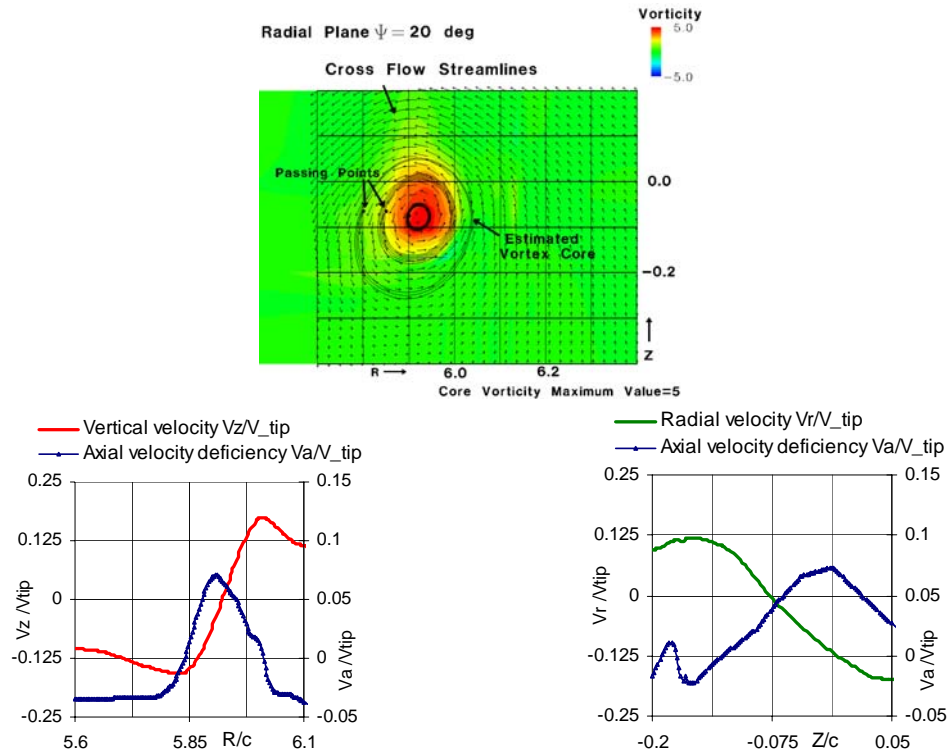 Vorticity
Radial Plane Ψ = 20 deg
5.0
-5.0
Cross Flow Streamlines
Passing Points
0.0
Estimated
Vortex Core
-0.2
Z
R
6.0
6.2
Core Vorticity Maximum Value=5
Vertical velocity Vz/V_tip
Axial velocity deficiency Va/V_tip
0.25
0.125
0
-0.125
-0.25
Vz /Vtip
0.15
0.1
0.05
0
-0.05
Va /Vtip
5.6
5.85
R/c
6.1
Radial velocity Vr/V_tip
Axial velocity deficiency Va/V_tip
0.25
0.125
0
-0.125
-0.25
Vr /Vtip
0.15
0.1
0.05
0
-0.05
Va /Vtip
-0.2
-0.075
Z/c
0.05